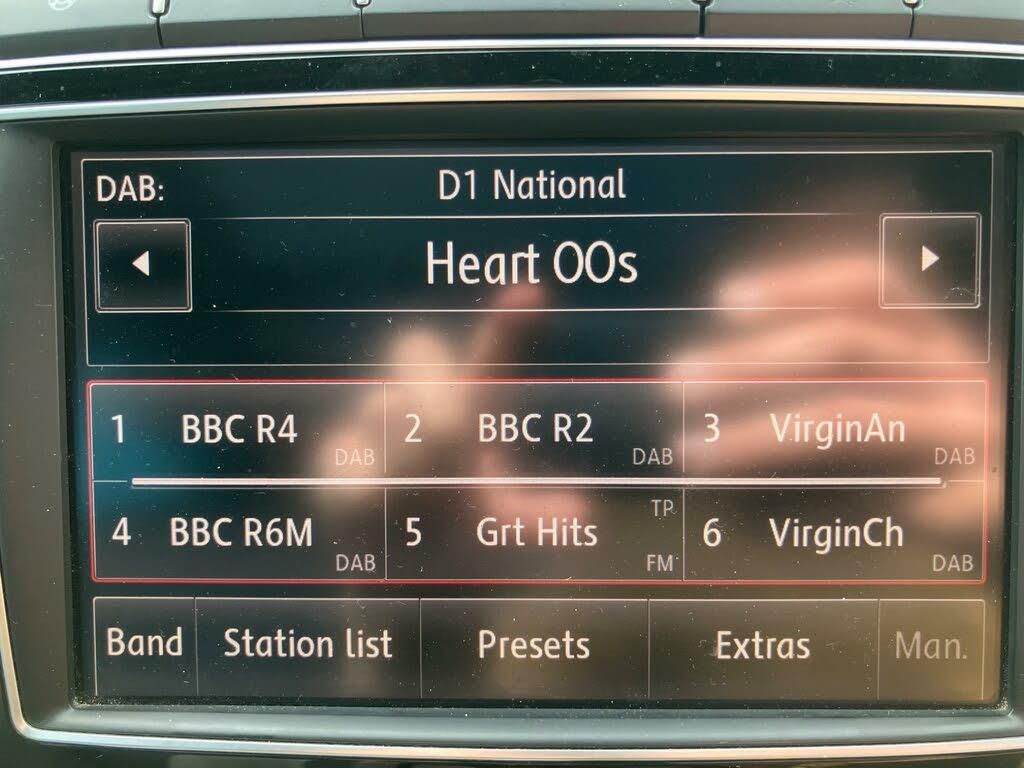 DAB: D1 National
Heart 00s
1 BBC R4 DAB
2 BBC R2 DAB
3 VirginAn DAB
4 BBC R6M DAB
5 Grt Hits TP FM
6 VirginCh DAB
Band Station list Presets Extras Man.